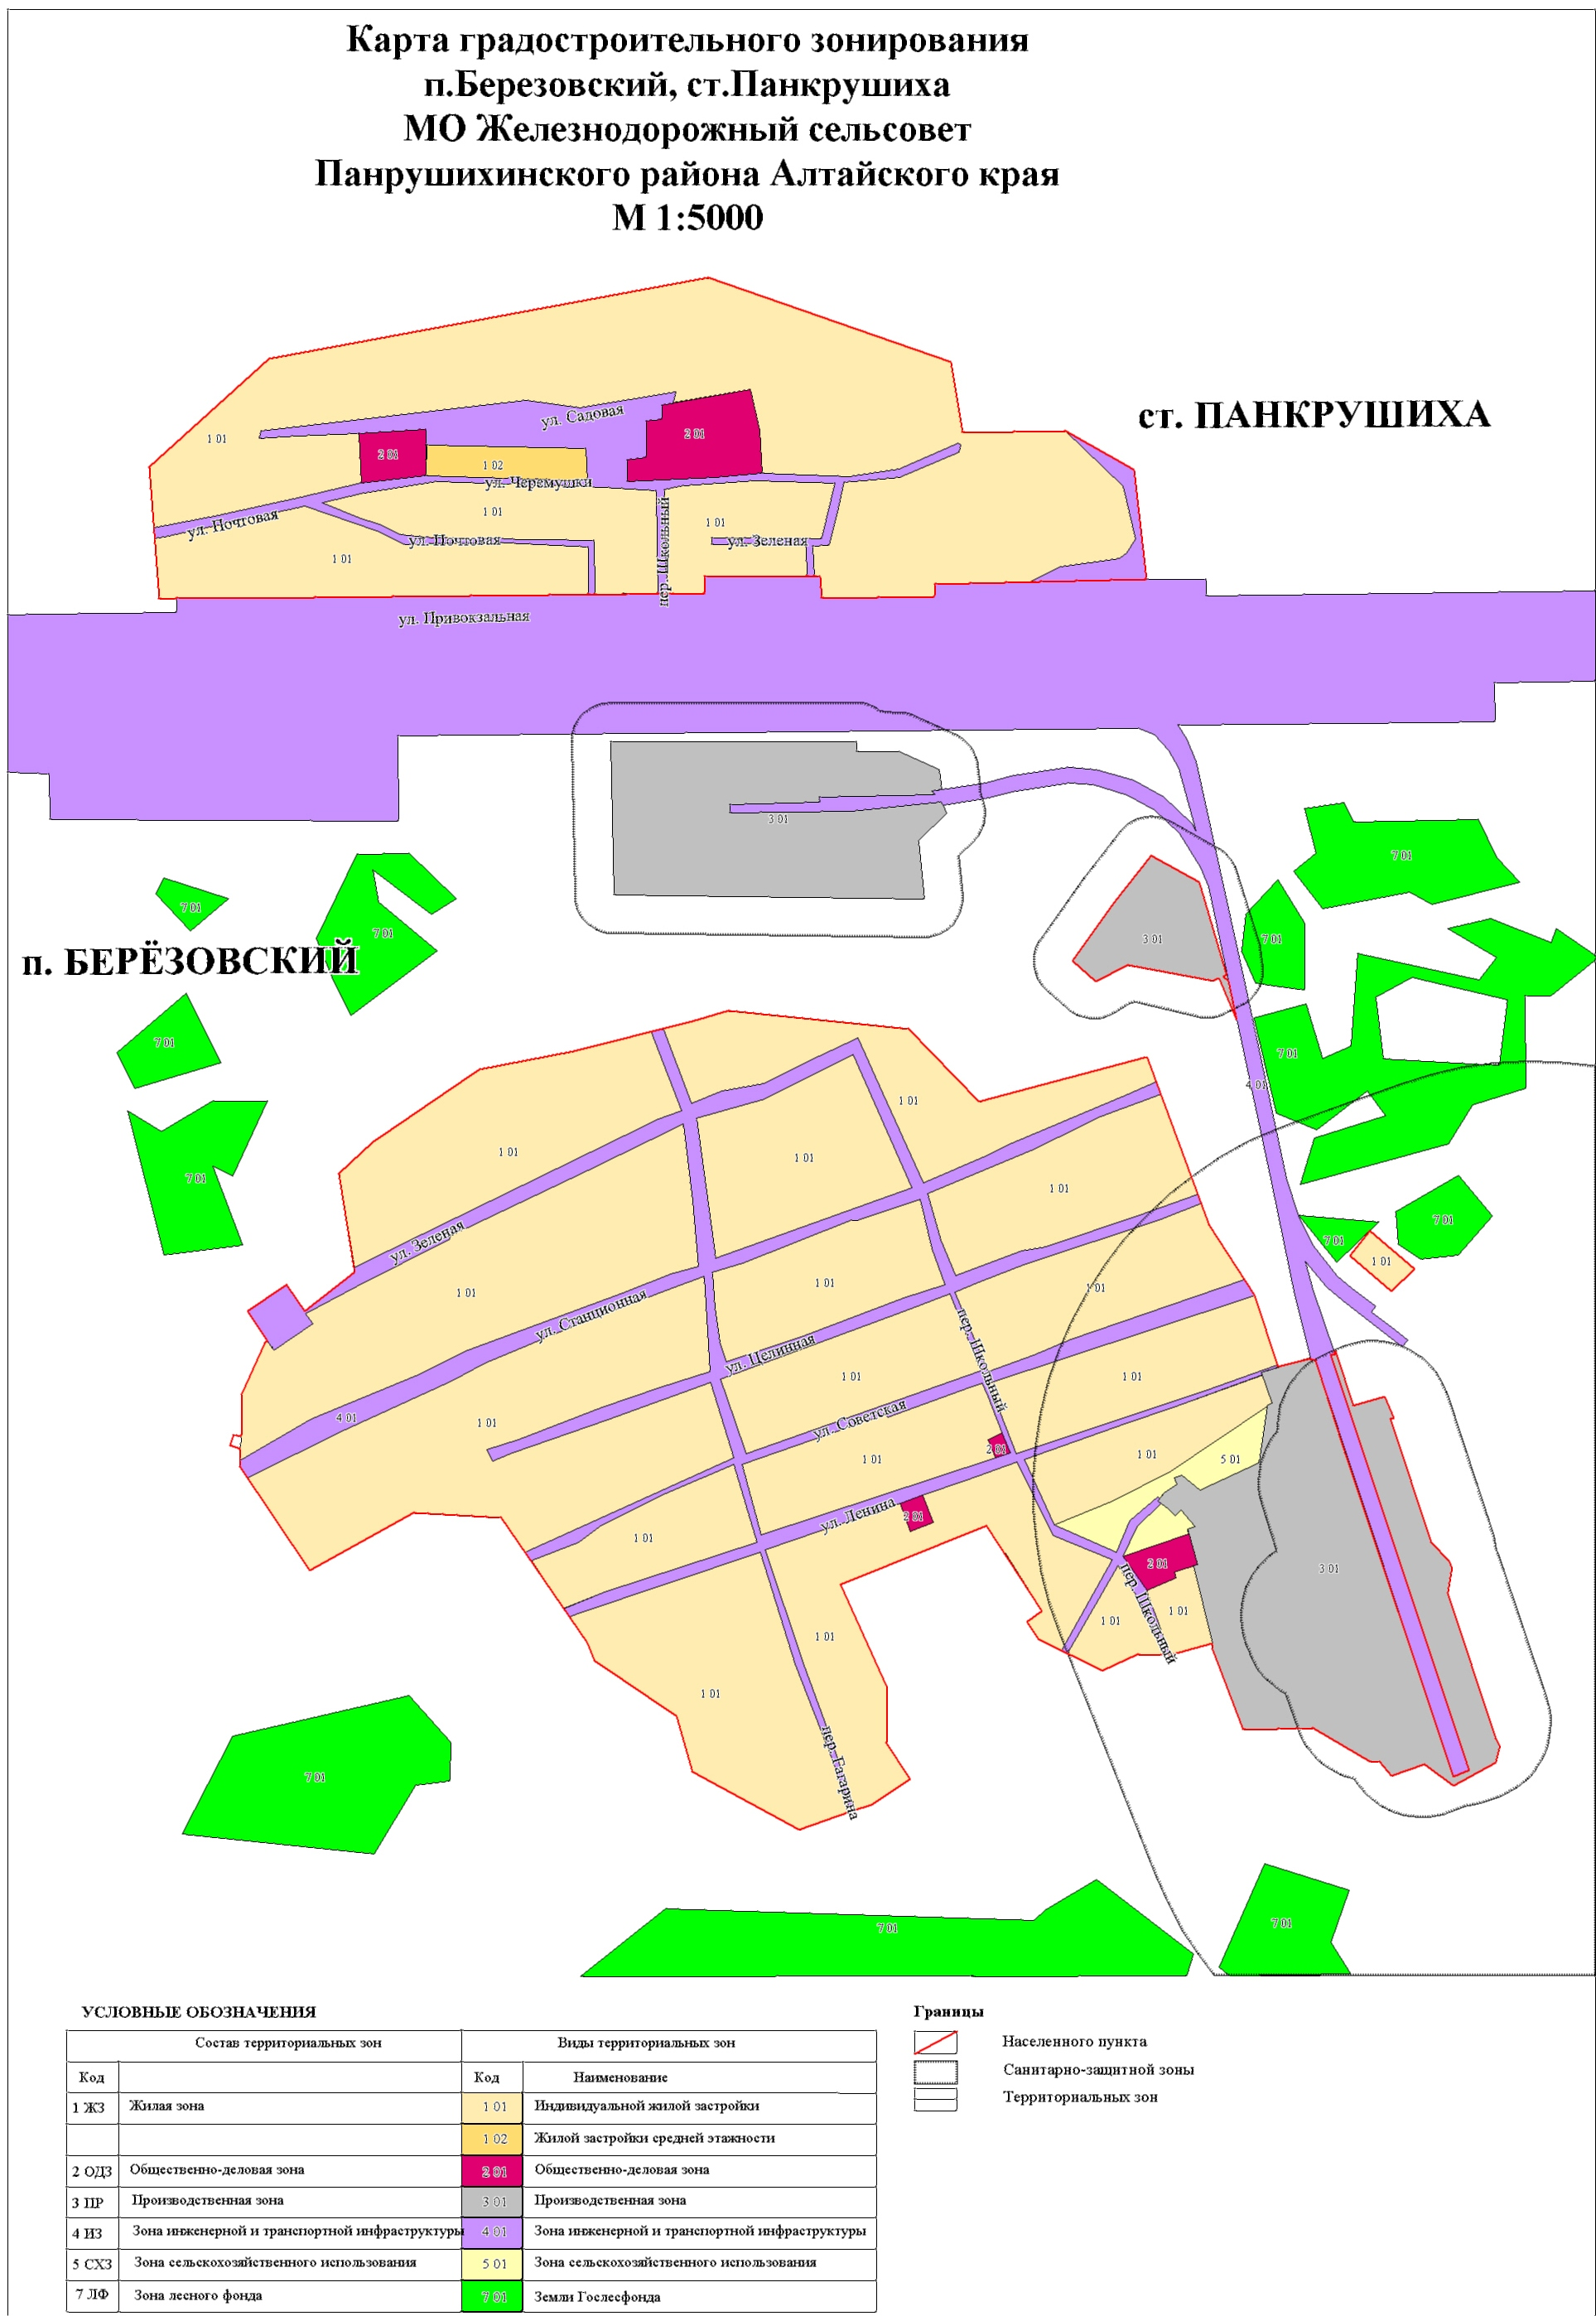 Карта градостроительного зонирования
п.Березовский, ст.Панкрушиха
МО Железнодорожный сельсовет
Панрушихинского района Алтайского края
М 1:5000
ст. ПАНКРУШИХА
ул. Садовая
1 01
2 01
2 01
1 02
ул. Черемушки
ул. Почтовая
1 01
1 01
ул. Почтовая
пер. Школьный
ул. Зеленая
1 01
ул. Привокзальная
3 01
7 01
7 01
7 01
3 01
7 01
п. БЕРЁЗОВСКИЙ
7 01
7 01
4 01
1 01
1 01
1 01
7 01
1 01
7 01
7 01
ул. Зеленая
1 01
1 01
1 01
1 01
ул. Станционная
пер. Школьный
ул. Целинная
1 01
1 01
4 01
1 01
ул. Советская
2 01
1 01
1 01
5 01
ул. Ленина
2 01
1 01
2 01
3 01
пер. Школьный
1 01
1 01
1 01
1 01
пер. Гагарина
7 01
7 01
7 01
УСЛОВНЫЕ ОБОЗНАЧЕНИЯ
Состав территориальных зон Виды территориальных зон
Код Код Наименование
1 ЖЗ Жилая зона 1 01 Индивидуальной жилой застройки
1 02 Жилой застройки средней этажности
2 ОДЗ Общественно-деловая зона 2 01 Общественно-деловая зона
3 ПР Производственная зона 3 01 Производственная зона
4 ИЗ Зона инженерной и транспортной инфраструктуры 4 01 Зона инженерной и транспортной инфраструктуры
5 СХЗ Зона сельскохозяйственного использования 5 01 Зона сельскохозяйственного использования
7 ЛФ Зона лесного фонда 7 01 Земли Гослесфонда
Границы
Населенного пункта
Санитарно-защитной зоны
Территориальных зон